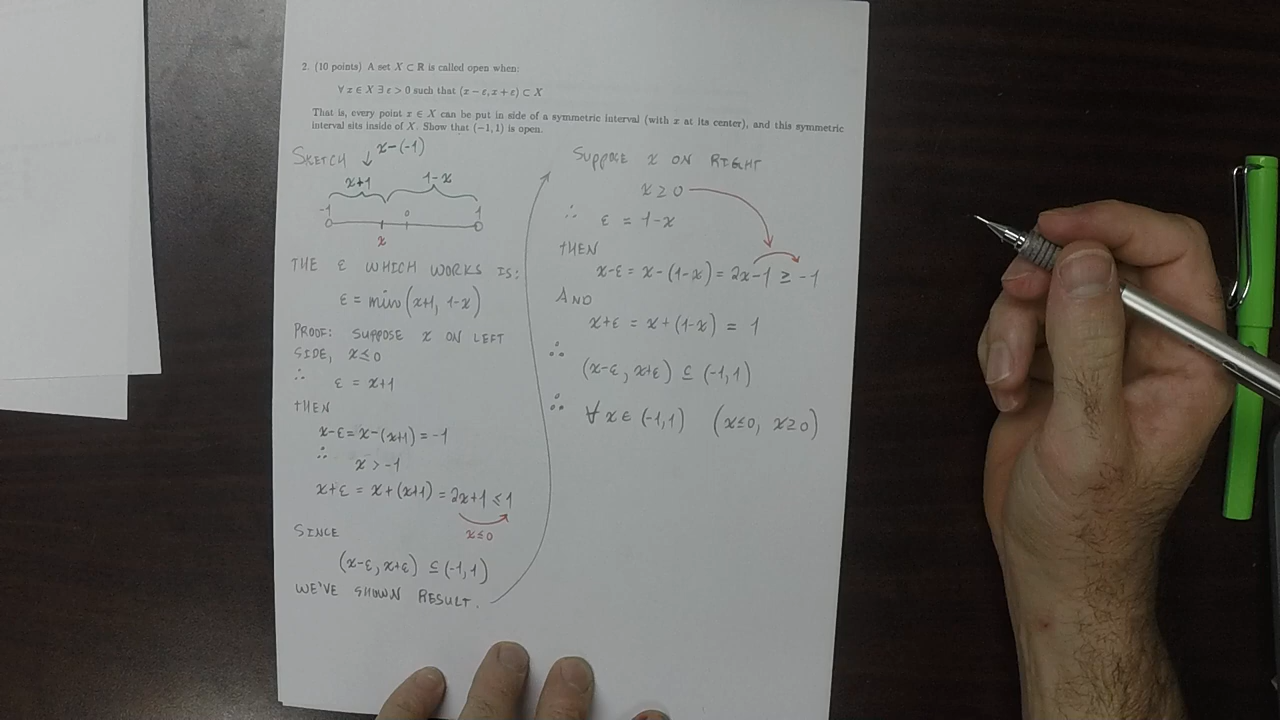 2. (10 points) A set X ⊂ R is called open when:
∀ x ∈ X ∃ ε > 0 such that (x − ε, x + ε) ⊂ X
That is, every point x ∈ X can be put in side of a symmetric interval (with x at its center), and this symmetric
interval sits inside of X. Show that (−1, 1) is open.
SKETCH ↓ x-(-1)
x+1 1-x
-1 0 1
x
THE ε WHICH WORKS IS:
ε = min (x+1, 1-x)
PROOF: SUPPOSE x ON LEFT
SIDE, x ≤ 0
∴ ε = x+1
THEN
x-ε = x-(x+1) = -1
∴ x > -1
x+ε = x+(x+1) = 2x+1 ≤ 1
x ≤ 0
SINCE
(x-ε, x+ε) ⊆ (-1, 1)
WE'VE SHOWN RESULT.
SUPPOSE x ON RIGHT
x ≥ 0
∴ ε = 1-x
THEN
x-ε = x-(1-x) = 2x-1 ≥ -1
AND
x+ε = x+(1-x) = 1
∴
(x-ε, x+ε) ⊆ (-1, 1)
∴ ∀ x ∈ (-1, 1) (x ≤ 0, x ≥ 0)